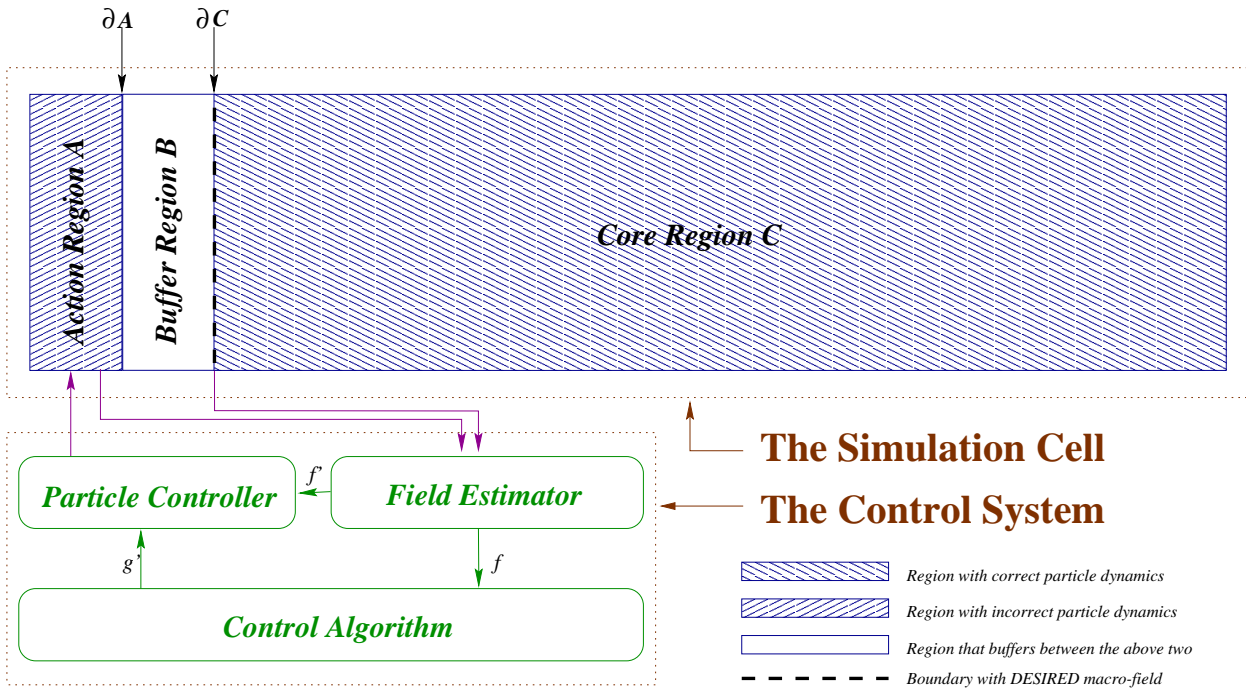 ∂A
∂C
Action Region A
Buffer Region B
Core Region C
The Simulation Cell
The Control System
Particle Controller
f'
Field Estimator
g'
f
Control Algorithm
Region with correct particle dynamics
Region with incorrect particle dynamics
Region that buffers between the above two
Boundary with DESIRED macro-field